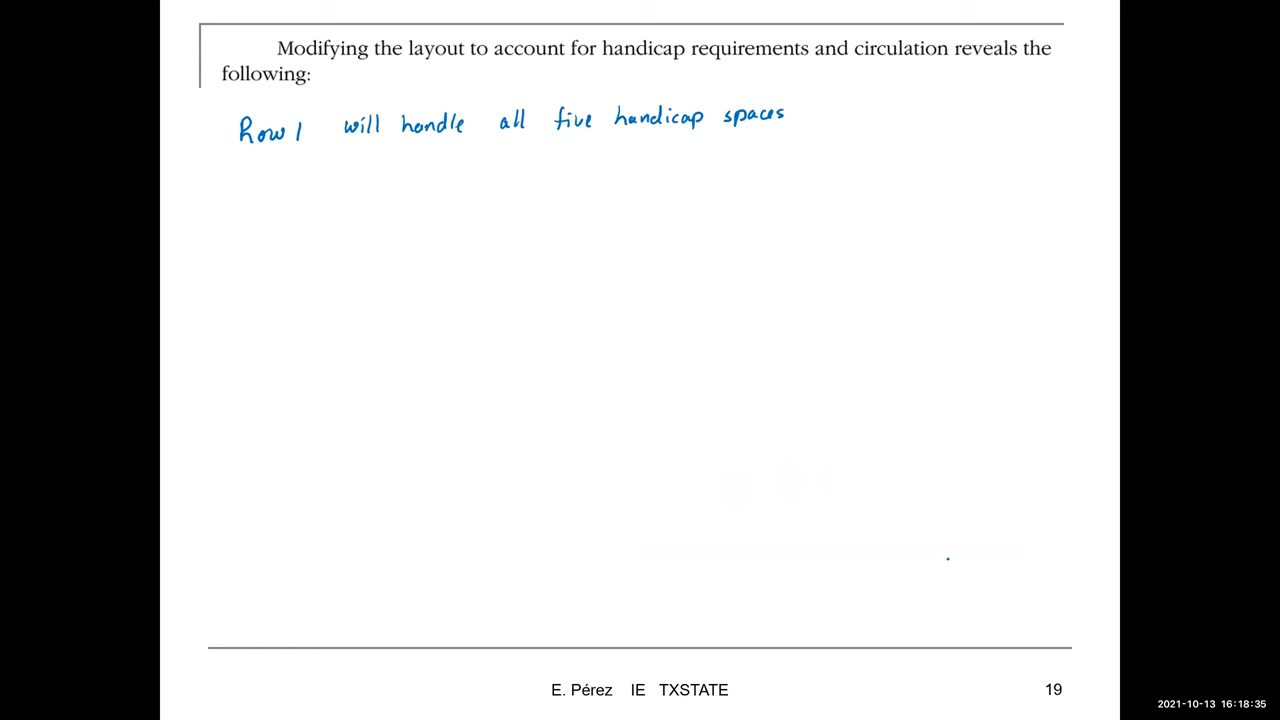 Modifying the layout to account for handicap requirements and circulation reveals the
following:
Row 1 will handle all five handicap spaces
E. Pérez IE TXSTATE
19
2021-10-13 16:18:35